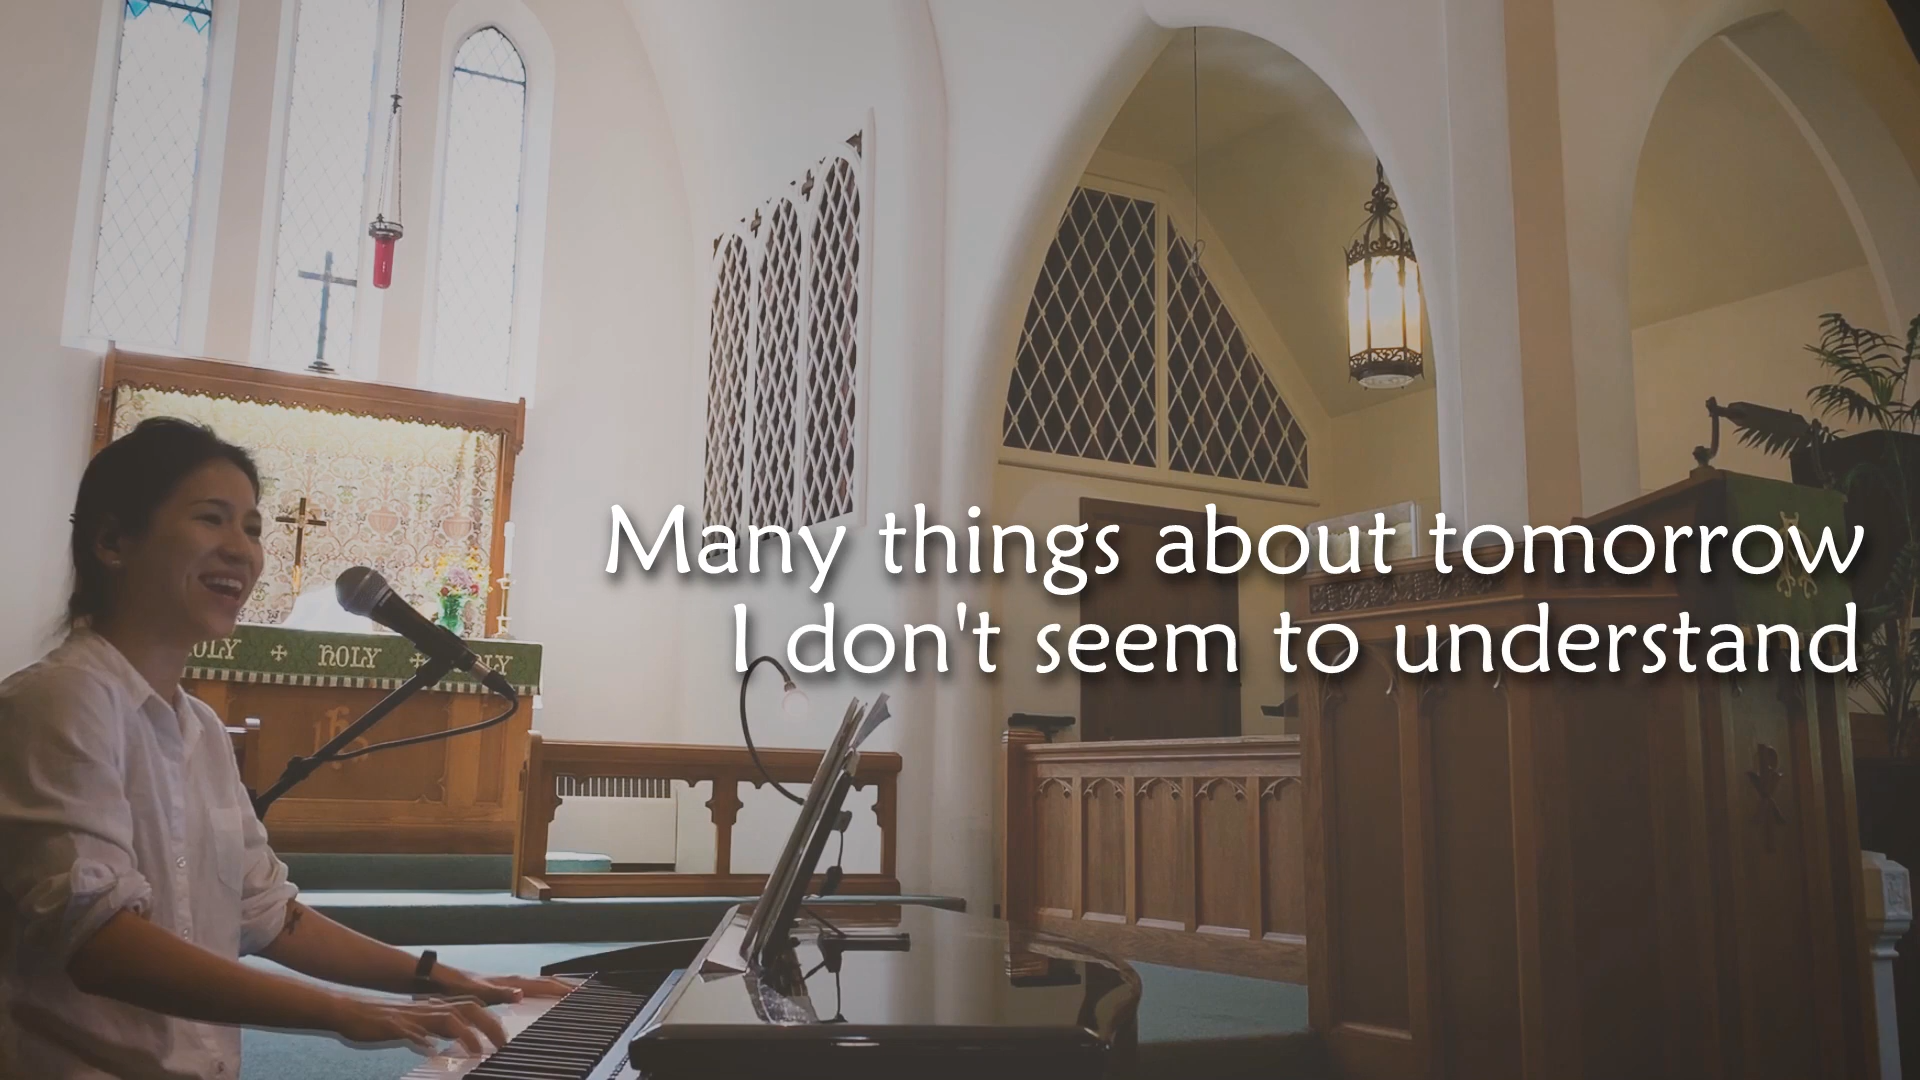 Many things about tomorrow
I don't seem to understand
HOLY
HOLY
HOLY